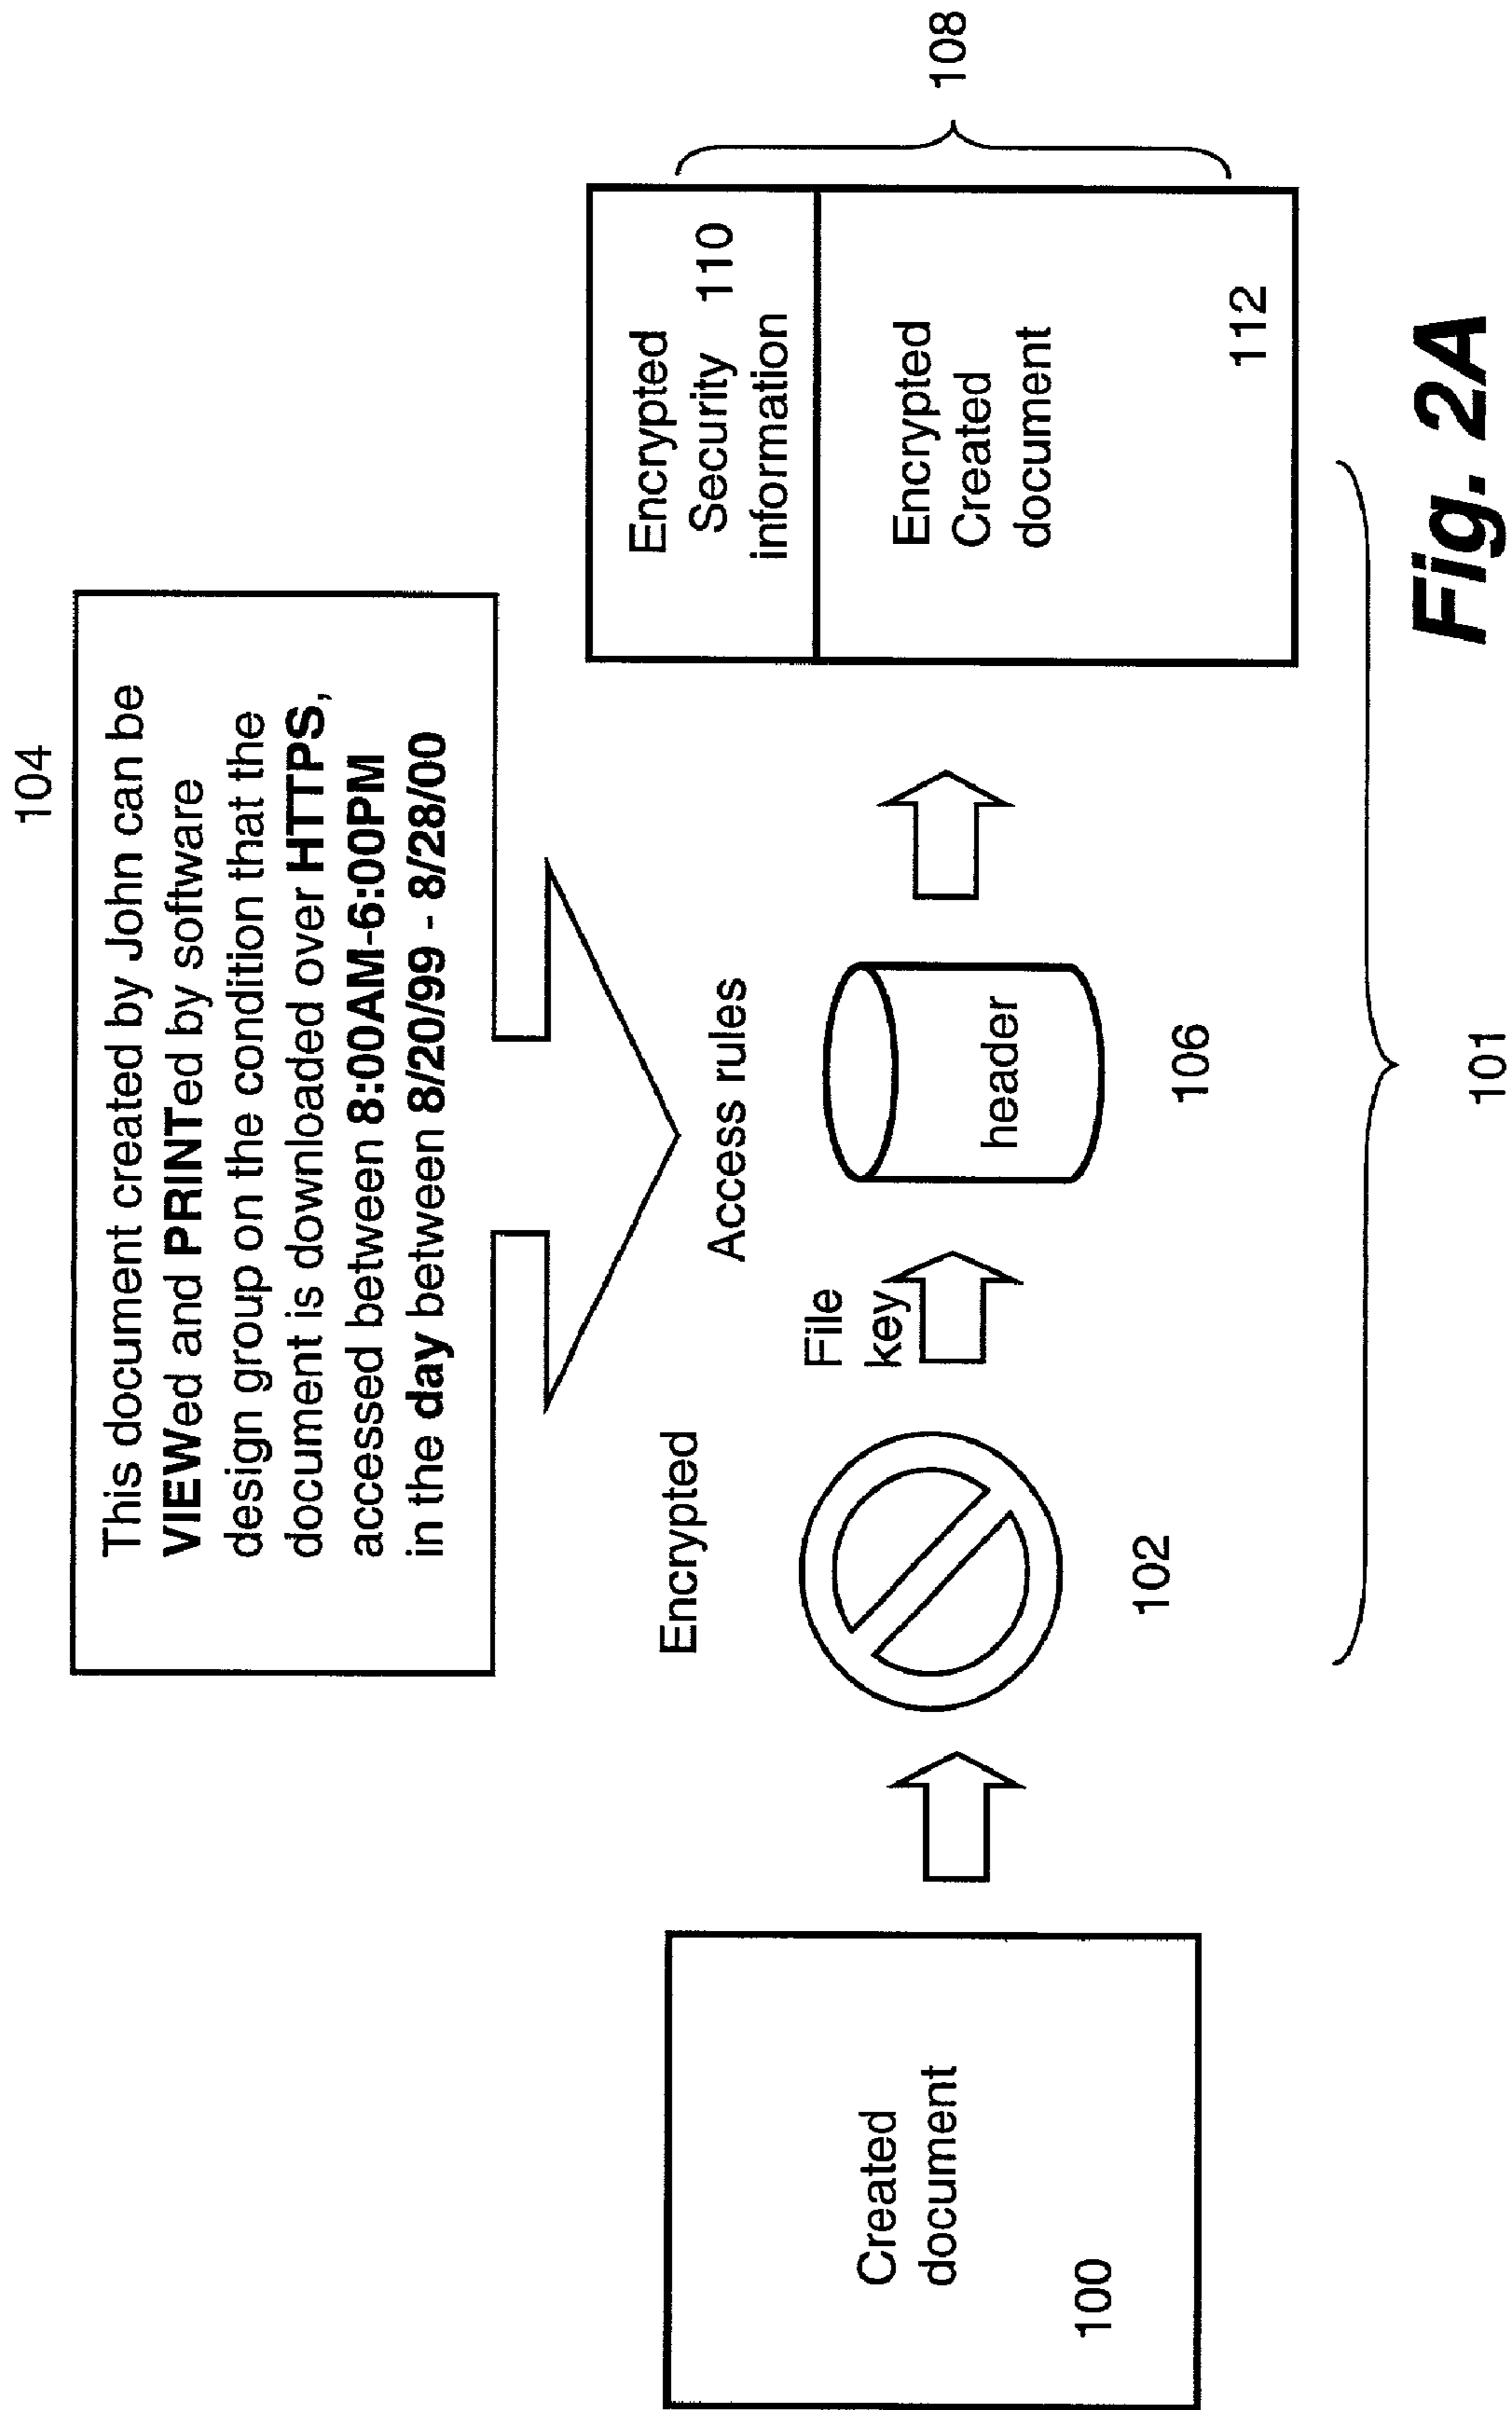 104
This document created by John can be
VIEWed and PRINTed by software
design group on the condition that the
document is downloaded over HTTPS,
accessed between 8:00AM-6:00PM
in the day between 8/20/99 - 8/28/00
Encrypted
Access rules
File
key
header
Created
document
100
102
106
Encrypted
Security 110
information
Encrypted
Created
document
112
108
101
Fig. 2A